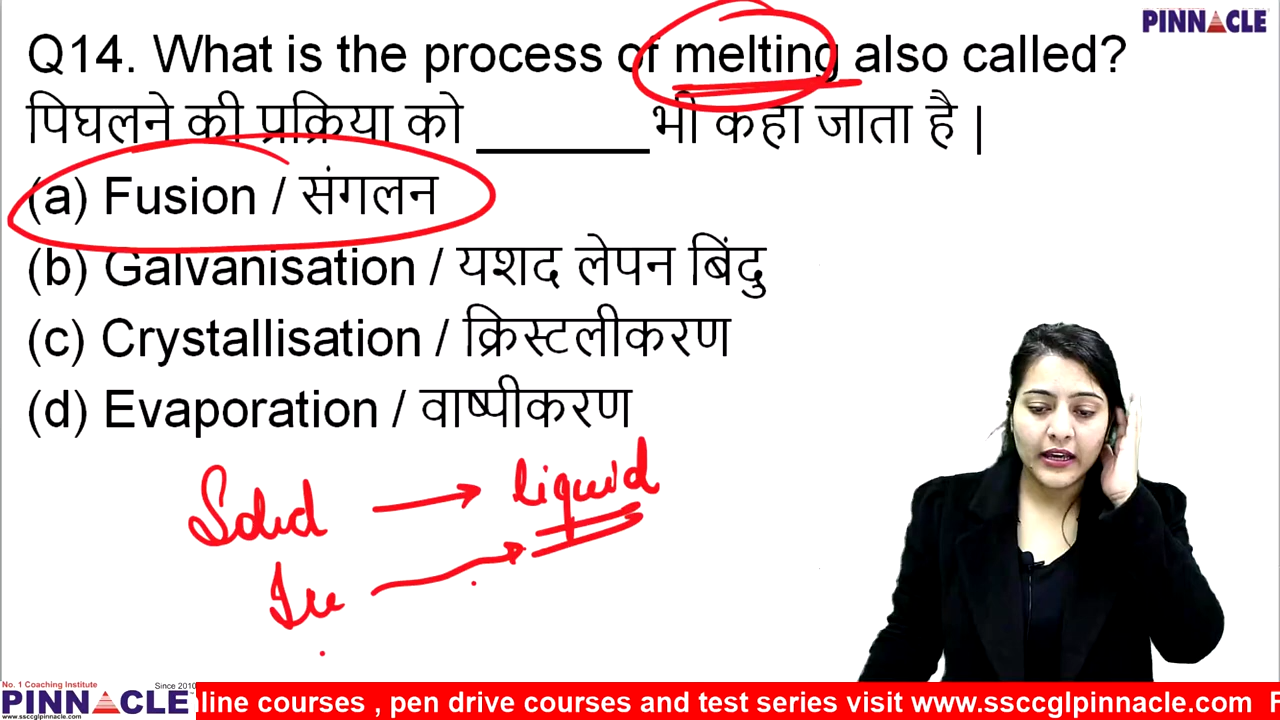 PINNACLE
Q14. What is the process of melting also called?
पिघलने की प्रक्रिया को ______ भी कहा जाता है |
(a) Fusion / संगलन
(b) Galvanisation / यशद लेपन बिंदु
(c) Crystallisation / क्रिस्टलीकरण
(d) Evaporation / वाष्पीकरण
Solid → liquid
Ice →
No. 1 Coaching Institute Since 2010
PINNACLE
www.ssccglpinnacle.com
nline courses , pen drive courses and test series visit www.ssccglpinnacle.com F